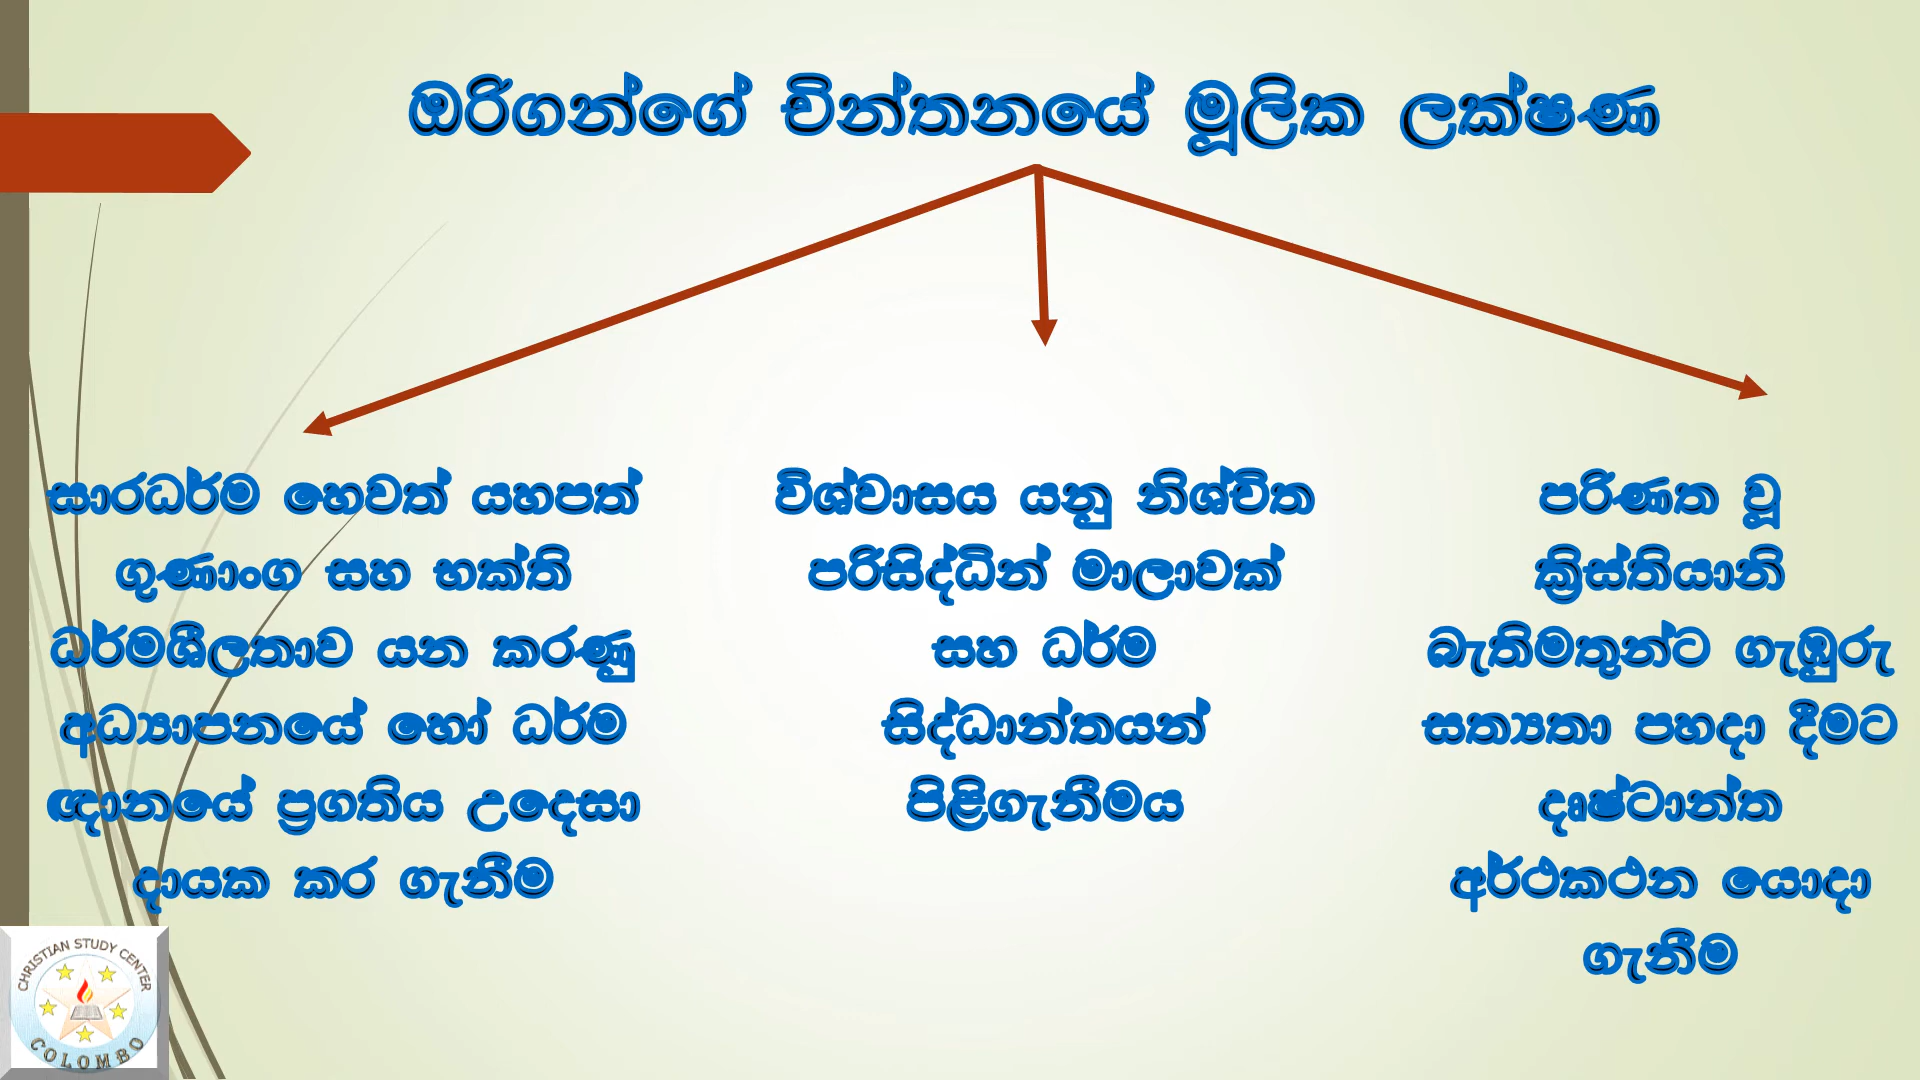 ඔරිගන්ගේ චින්තනයේ මූලික ලක්ෂණ
සාරධර්ම හෙවත් යහපත්
ගුණාංග සහ භක්ති
ධර්මශීලතාව යන කරණු
අධ්‍යාපනයේ හෝ ධර්ම
ඥානයේ ප්‍රගතිය උදෙසා
දායක කර ගැනීම
විශ්වාසය යනු නිශ්චිත
පරිසිද්ධින් මාලාවක්
සහ ධර්ම
සිද්ධාන්තයන්
පිළිගැනීමය
පරිණත වූ
ක්‍රිස්තියානි
බැතිමතුන්ට ගැඹුරු
සත්‍යතා පහදා දීමට
දෘෂ්ටාන්ත
අර්ථකථන යොදා
ගැනීම
CHRISTIAN STUDY CENTER
COLOMBO